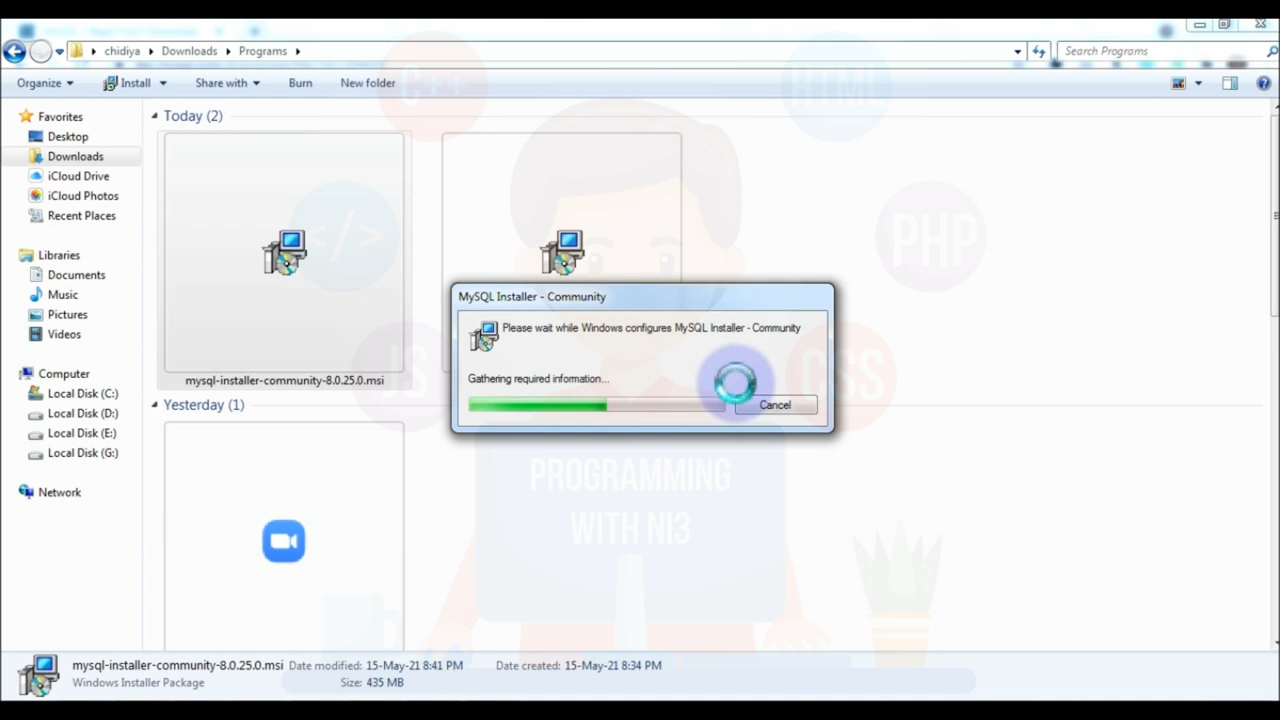 chidiya Downloads Programs Search Programs
Organize Install Share with Burn New folder
Favorites
Desktop
Downloads
iCloud Drive
iCloud Photos
Recent Places
Libraries
Documents
Music
Pictures
Videos
Computer
Local Disk (C:)
Local Disk (D:)
Local Disk (E:)
Local Disk (G:)
Network
Today (2)
mysql-installer-community-8.0.25.0.msi
Yesterday (1)
MySQL Installer - Community
Please wait while Windows configures MySQL Installer - Community
Gathering required information...
Cancel
C++
HTML
</>
PHP
JS
CSS
PROGRAMMING
WITH NI3
mysql-installer-community-8.0.25.0.msi Date modified: 15-May-21 8:41 PM Date created: 15-May-21 8:34 PM
Windows Installer Package Size: 435 MB